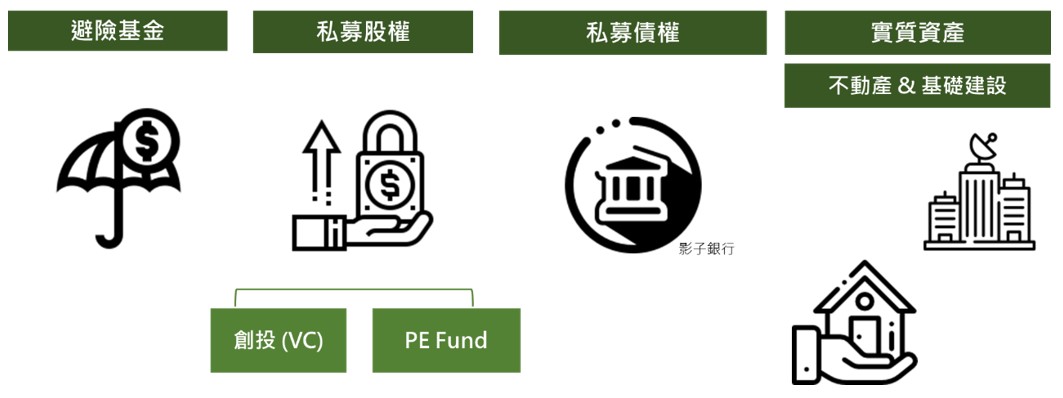 避險基金
私募股權
私募債權
實質資產
不動產 & 基礎建設
$
$
影子銀行
創投 (VC)
PE Fund